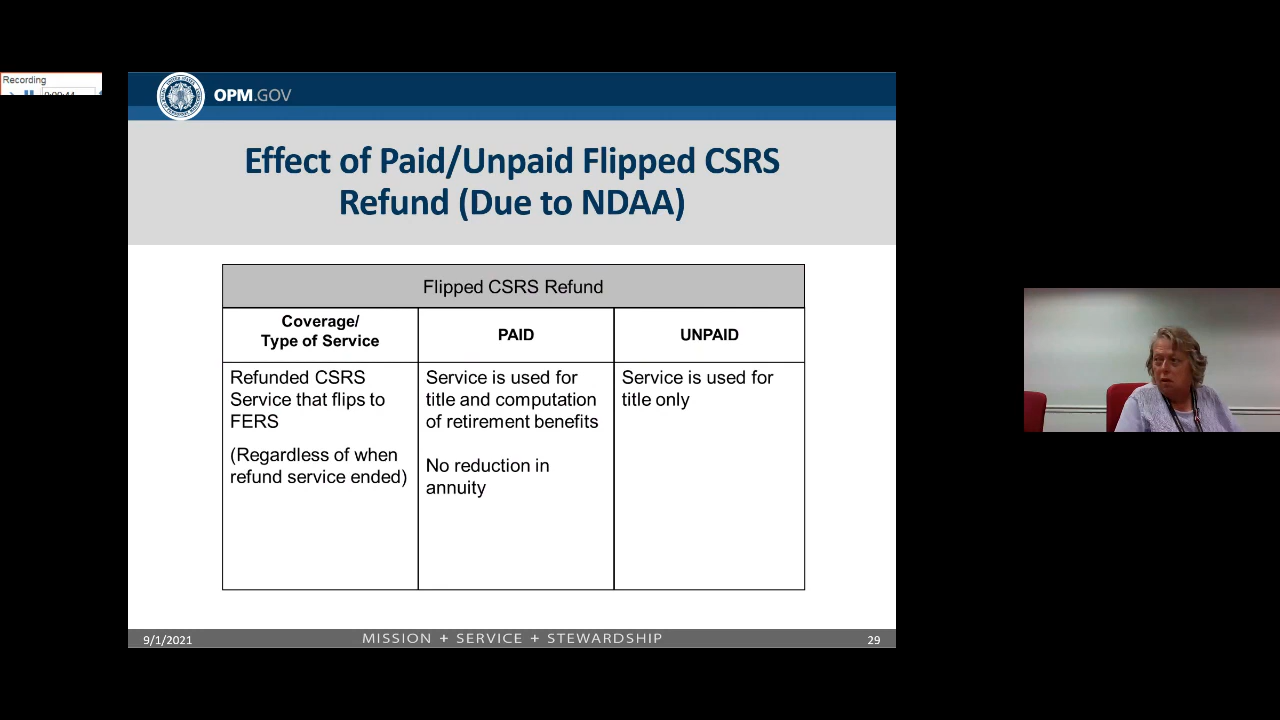 Recording
OPM.GOV
Effect of Paid/Unpaid Flipped CSRS
Refund (Due to NDAA)
Flipped CSRS Refund
Coverage/
Type of Service
PAID
UNPAID
Refunded CSRS
Service that flips to
FERS
(Regardless of when
refund service ended)
Service is used for
title and computation
of retirement benefits
No reduction in
annuity
Service is used for
title only
9/1/2021
MISSION + SERVICE + STEWARDSHIP
29